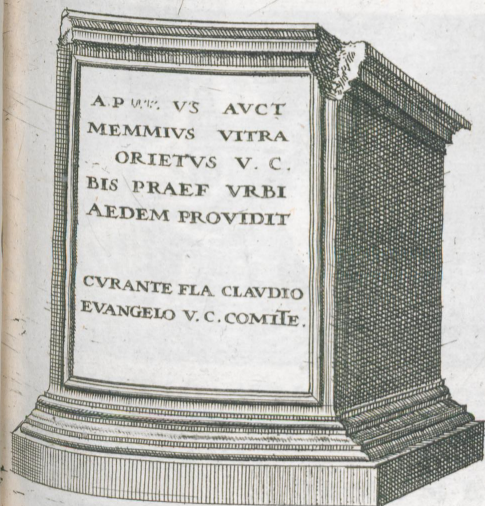 VS AVCT
MEMMIVS VITRA
ORIETVS V. C.
BIS PRAEF VRBI
AEDEM PROVIDIT
CVRANTE FLA CLAVDIO
EVANGELO V. C. COMITE.